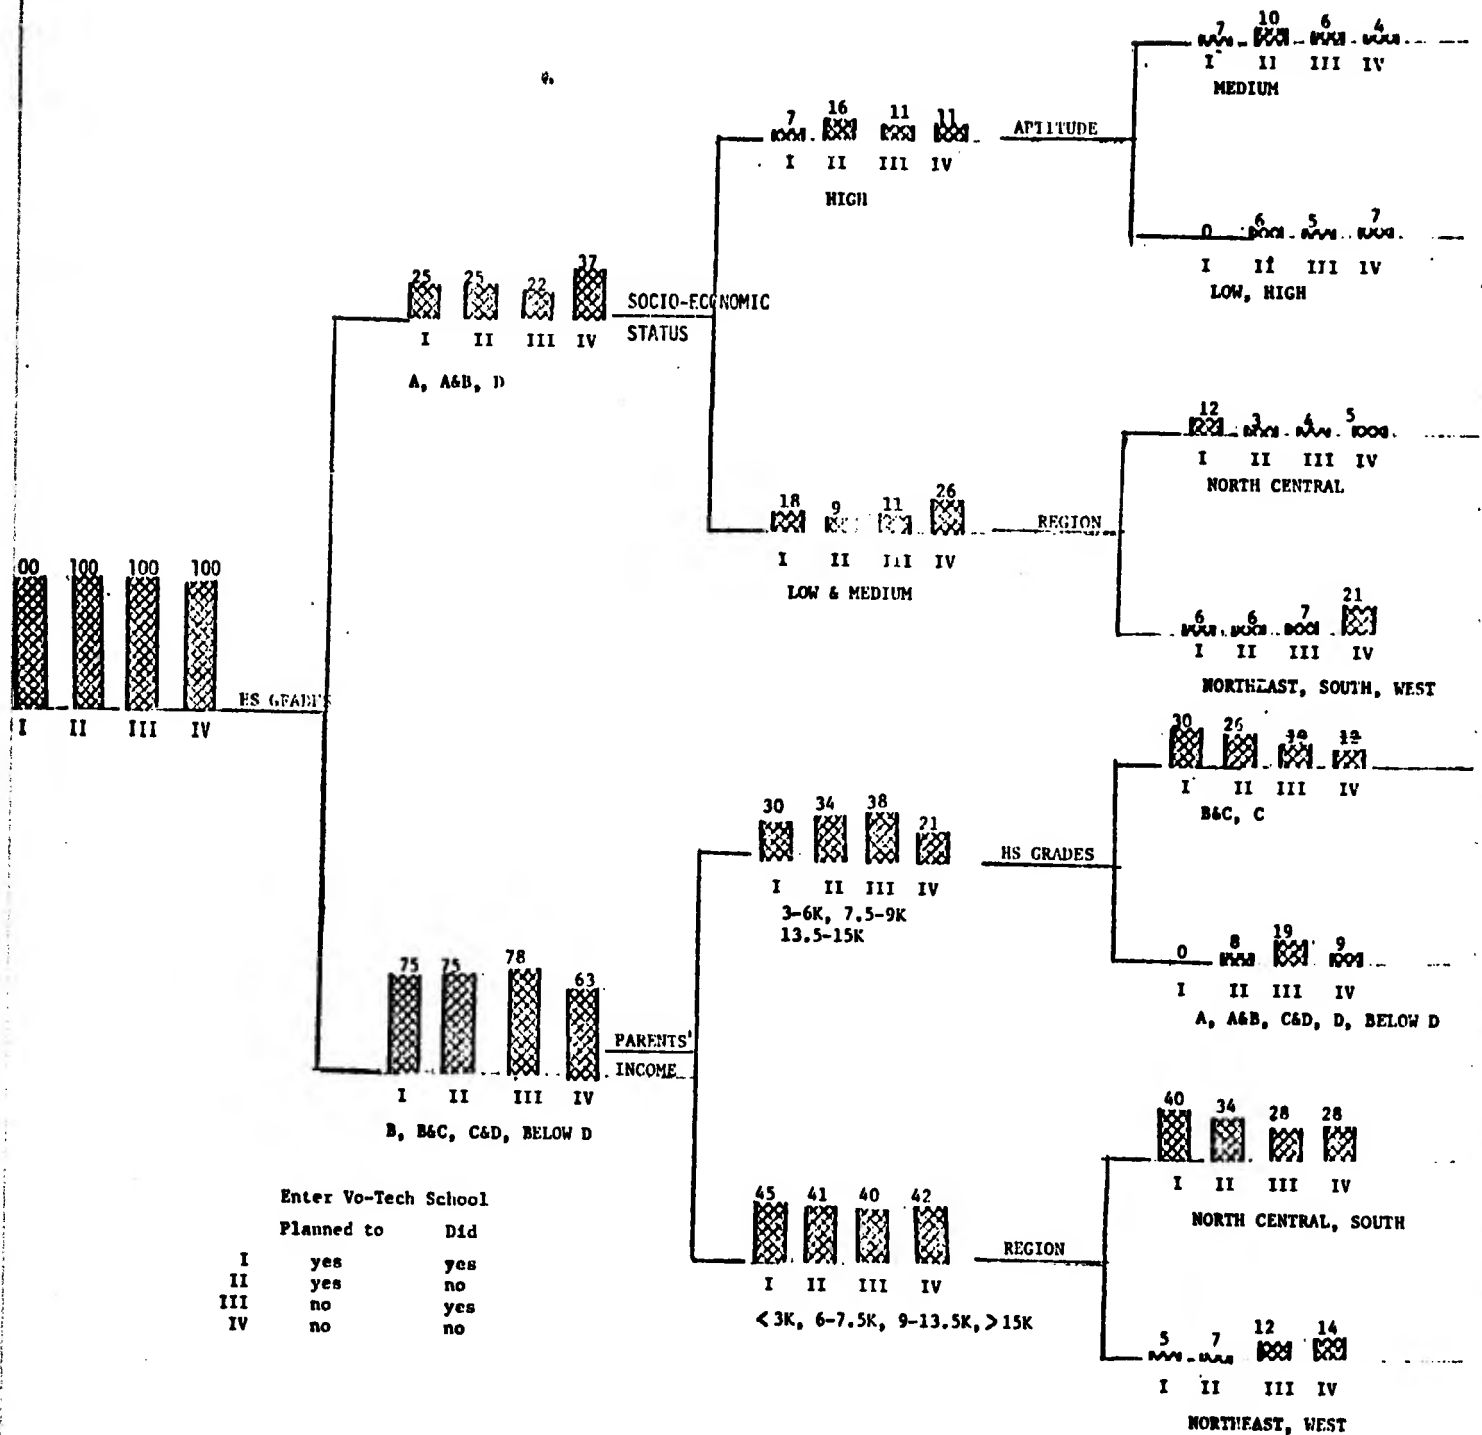 7 10 6 4
I II III IV
MEDIUM
7 16 11 11
I II III IV
HIGH
APTITUDE
0 6 5 7
I II III IV
LOW, HIGH
25 25 22 37
I II III IV
A, A&B, D
SOCIO-ECONOMIC
STATUS
12 3 4 5
I II III IV
NORTH CENTRAL
18 9 11 26
I II III IV
LOW & MEDIUM
REGION
6 6 7 21
I II III IV
NORTHEAST, SOUTH, WEST
00 100 100 100
I II III IV
HS GRADES
30 26
I II III IV
B&C, C
30 34 38 21
I II III IV
3-6K, 7.5-9K
13.5-15K
HS GRADES
0 8 19 9
I II III IV
A, A&B, C&D, D, BELOW D
75 75 78 63
I II III IV
B, B&C, C&D, BELOW D
PARENTS'
INCOME
40 34 28 28
I II III IV
NORTH CENTRAL, SOUTH
45 41 40 42
I II III IV
<3K, 6-7.5K, 9-13.5K, >15K
REGION
5 7 12 14
I II III IV
NORTHEAST, WEST
Enter Vo-Tech School
Planned to Did
I yes yes
II yes no
III no yes
IV no no